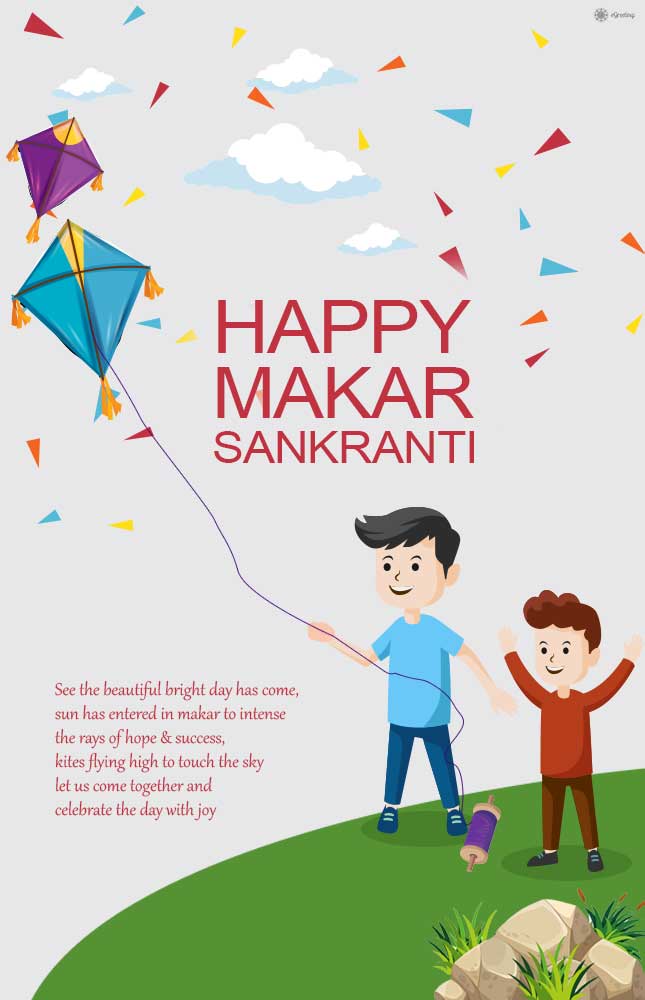 eGreeting
HAPPY
MAKAR
SANKRANTI
See the beautiful bright day has come,
sun has entered in makar to intense
the rays of hope & success,
kites flying high to touch the sky
let us come together and
celebrate the day with joy